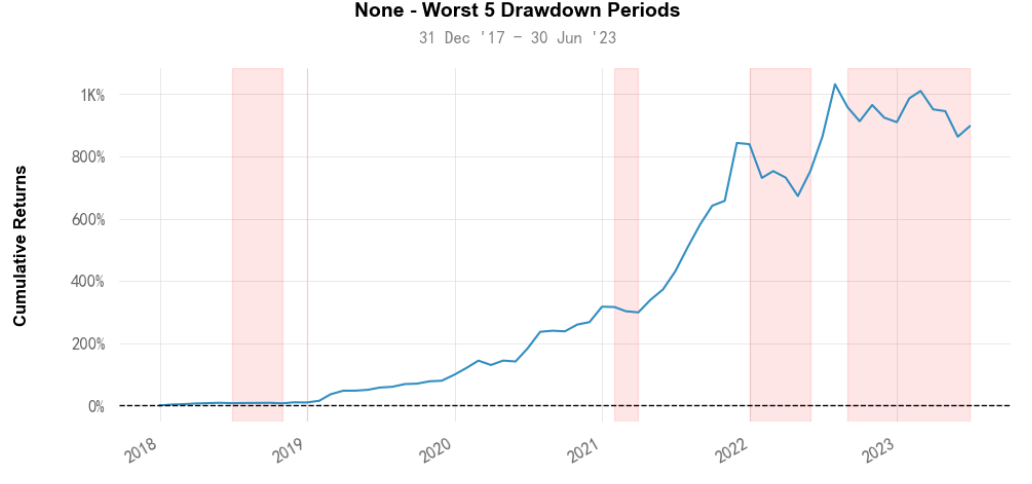 None - Worst 5 Drawdown Periods
31 Dec '17 - 30 Jun '23
Cumulative Returns
1K%
800%
600%
400%
200%
0%
2018
2019
2020
2021
2022
2023